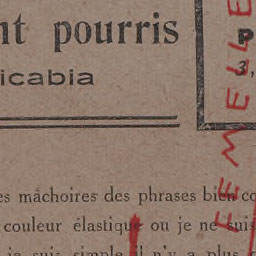 nt pourris
icabia
P
3,
FEMELLE
es mâchoires des phrases bien co
couleur élastique ou je ne suis
je suis simple il n'y a plus